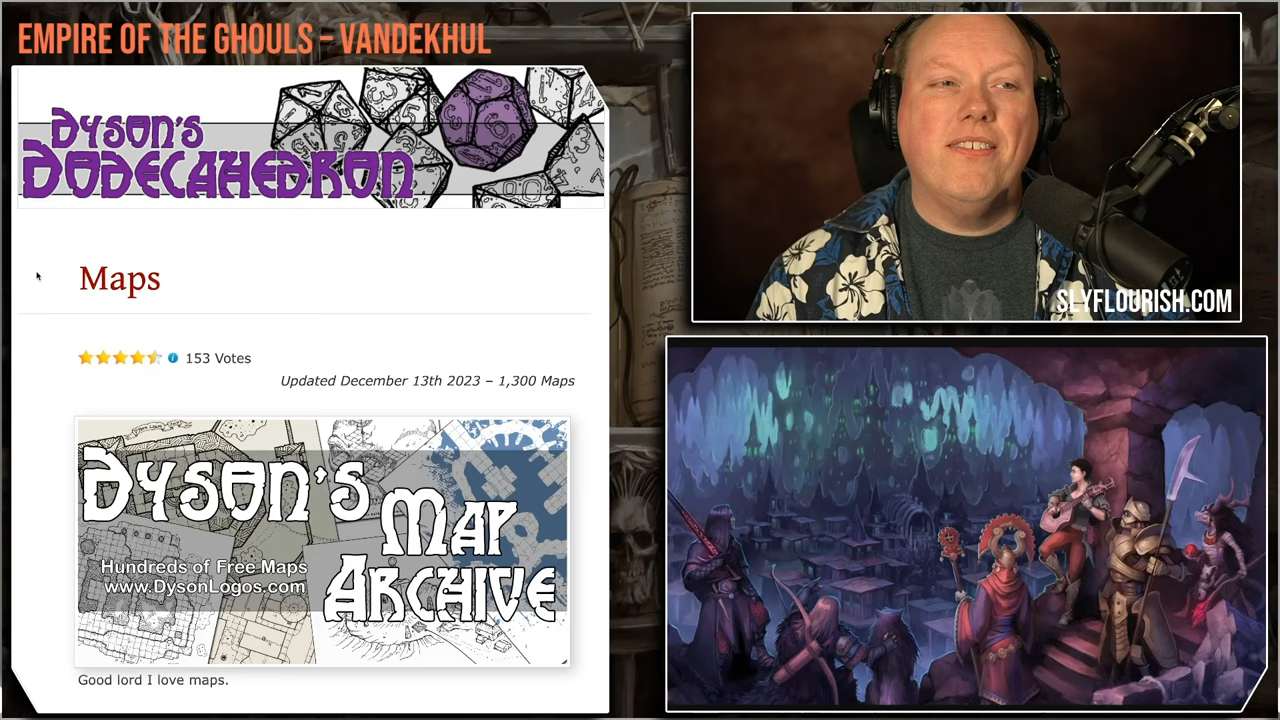 EMPIRE OF THE GHOULS – VANDEKHUL
DYSON'S
DODECAHEDRON
Maps
153 Votes
Updated December 13th 2023 – 1,300 Maps
DYSON'S
MAP
ARCHIVE
Hundreds of Free Maps
www.DysonLogos.com
Good lord I love maps.
SLYFLOURISH.COM